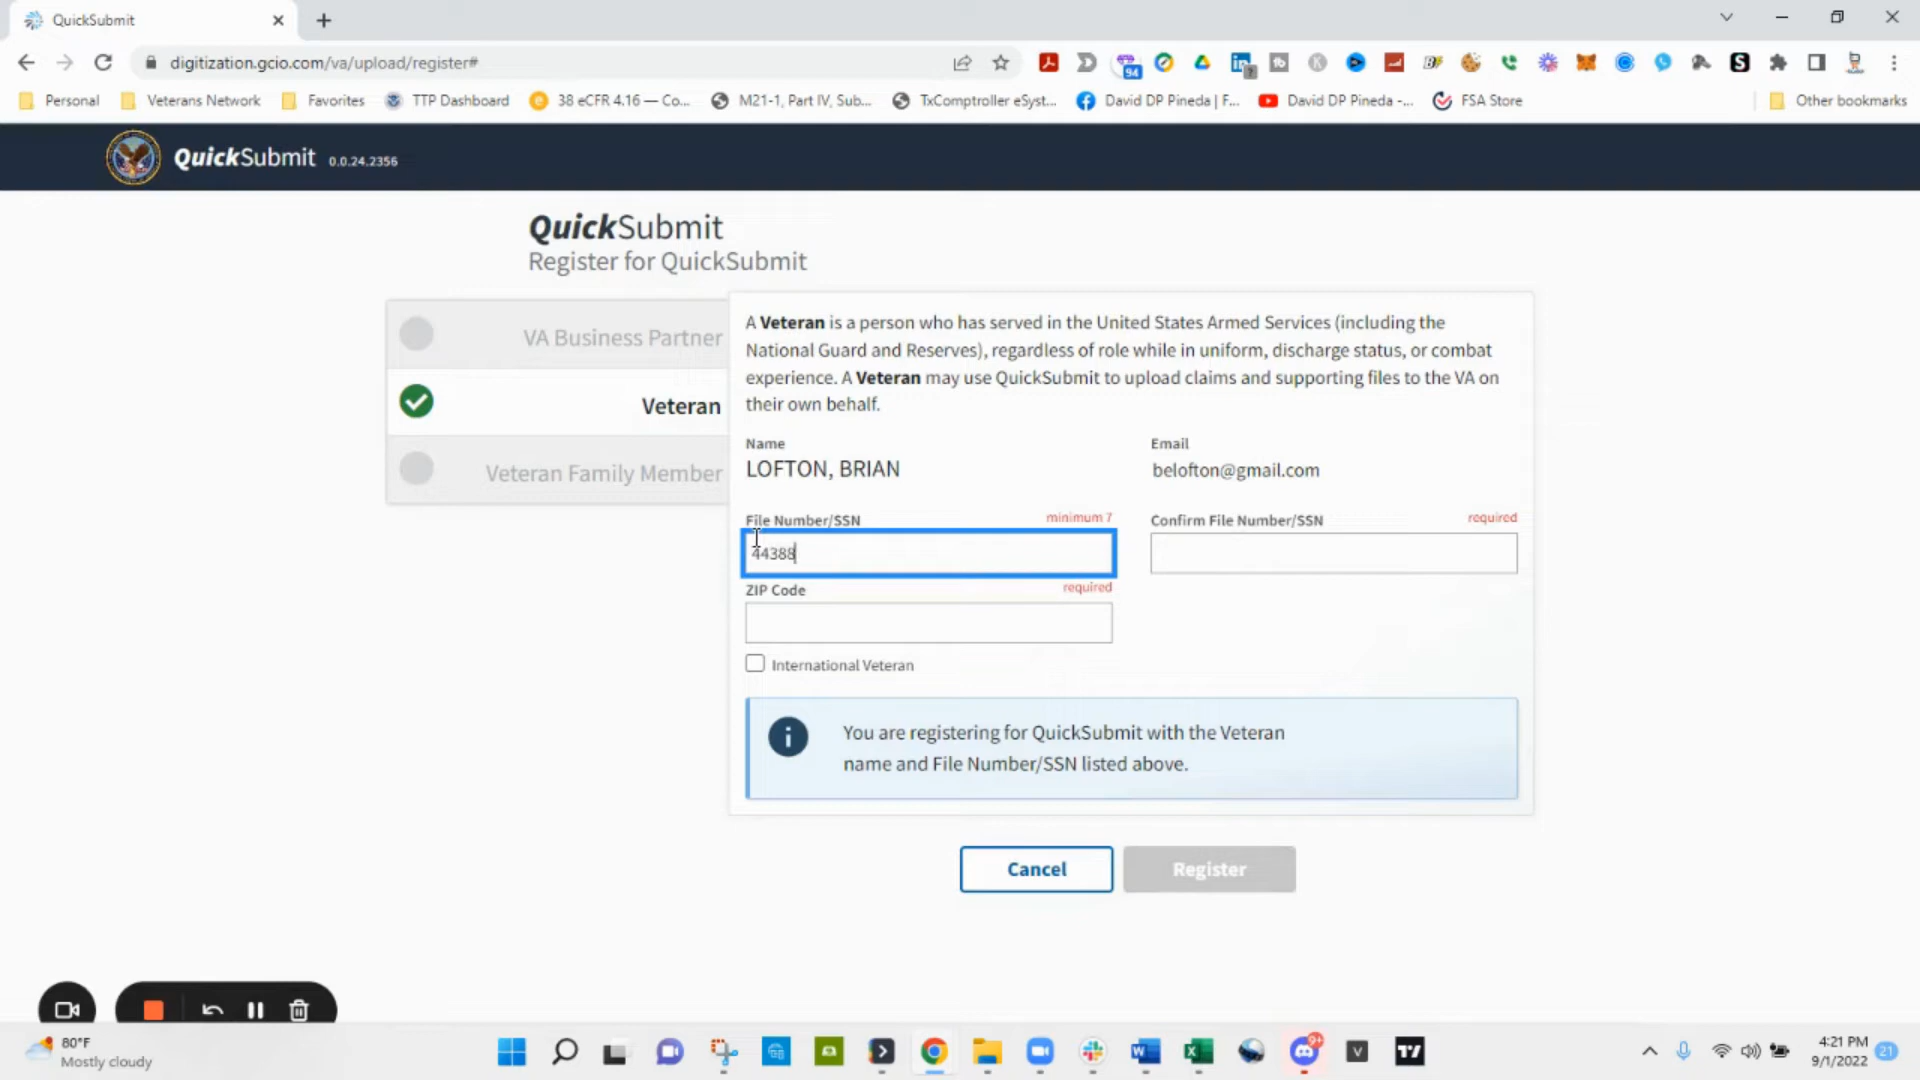 QuickSubmit
digitization.gcio.com/va/upload/register#
94
Personal
Veterans Network
Favorites
TTP Dashboard
38 eCFR 4.16 — Co...
M21-1, Part IV, Sub...
TxComptroller eSyst...
David DP Pineda | F...
David DP Pineda -...
FSA Store
Other bookmarks
QuickSubmit 0.0.24.2356
QuickSubmit
Register for QuickSubmit
VA Business Partner
Veteran
Veteran Family Member
A Veteran is a person who has served in the United States Armed Services (including the
National Guard and Reserves), regardless of role while in uniform, discharge status, or combat
experience. A Veteran may use QuickSubmit to upload claims and supporting files to the VA on
their own behalf.
Name
LOFTON, BRIAN
Email
belofton@gmail.com
File Number/SSN
minimum 7
44388
Confirm File Number/SSN
required
ZIP Code
required
International Veteran
You are registering for QuickSubmit with the Veteran
name and File Number/SSN listed above.
Cancel
Register
80°F
Mostly cloudy
9+
4:21 PM
9/1/2022
21